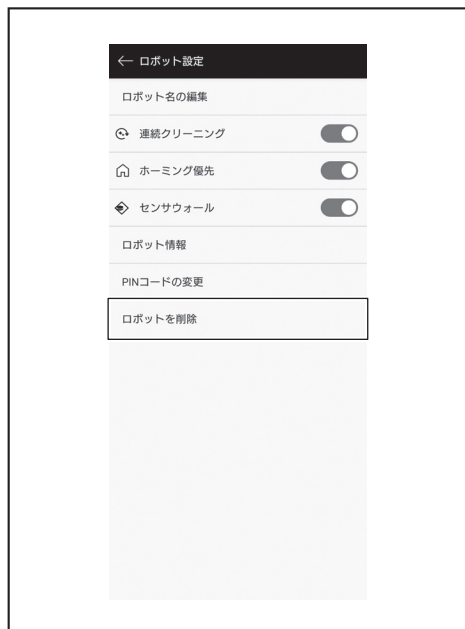 ← ロボット設定
ロボット名の編集
連続クリーニング
ホーミング優先
センサウォール
ロボット情報
PINコードの変更
ロボットを削除